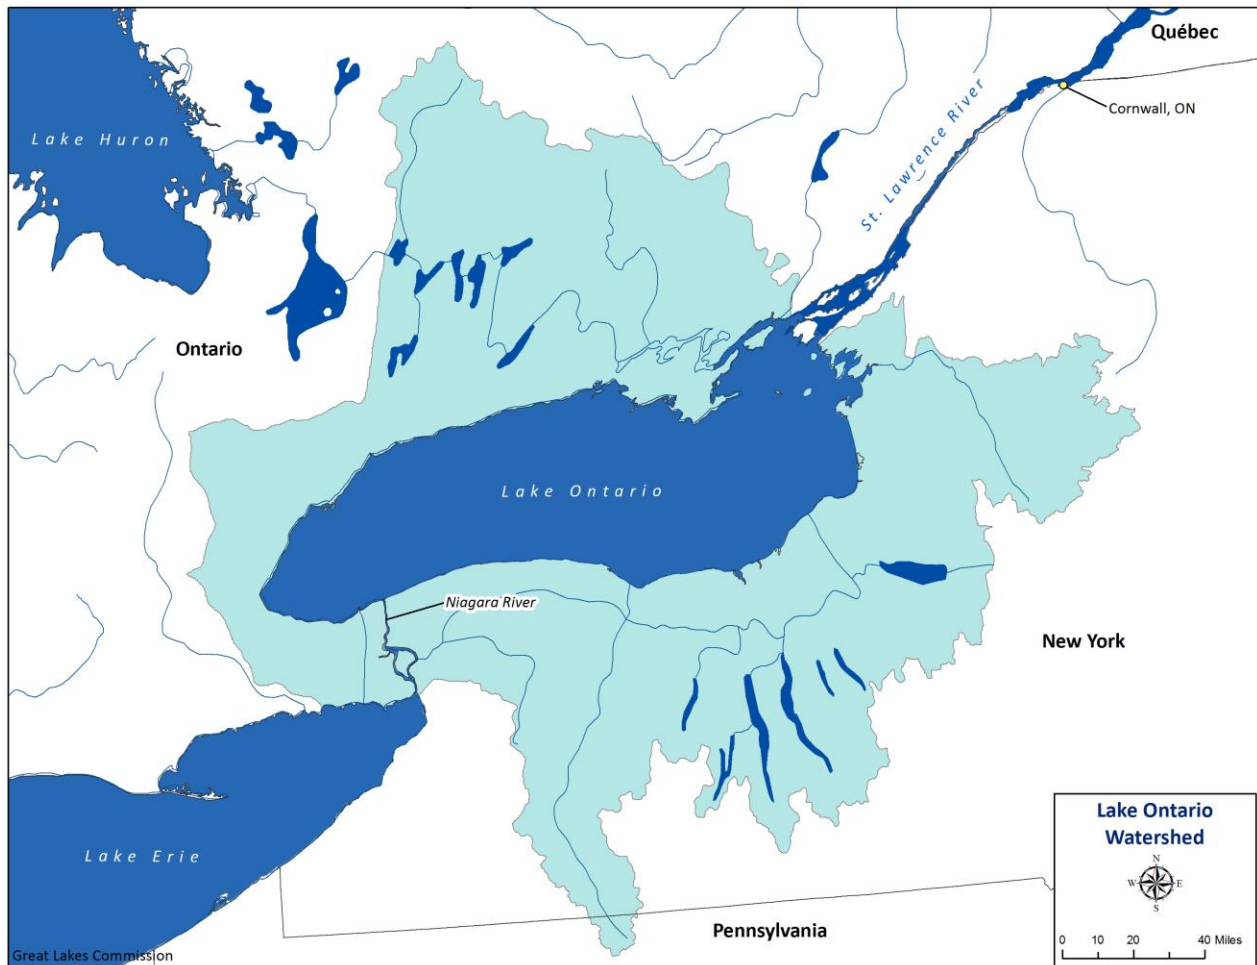 Québec
Cornwall, ON
Lake Huron
St. Lawrence River
Ontario
Lake Ontario
Niagara River
New York
Lake Erie
Pennsylvania
Great Lakes Commission
Lake Ontario
Watershed
N
W E
S
0 10 20 40 Miles